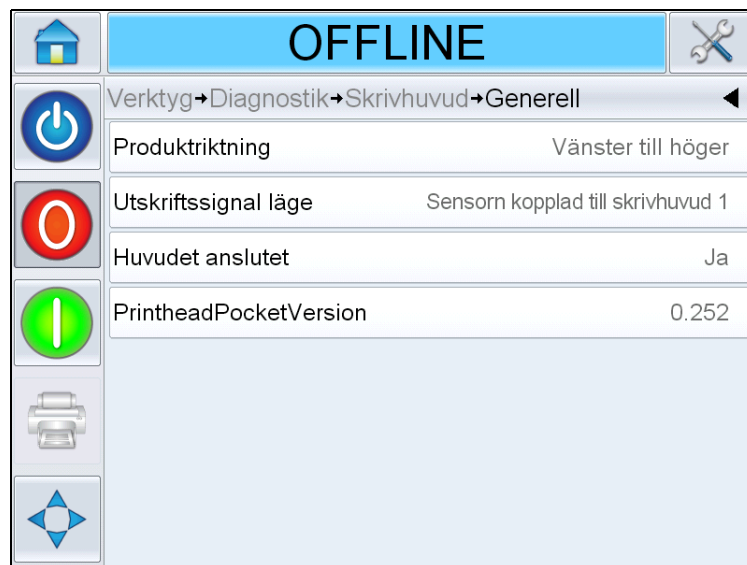 OFFLINE
Verktyg→Diagnostik→Skrivhuvud→Generell
Produktriktning Vänster till höger
Utskriftssignal läge Sensorn kopplad till skrivhuvud 1
Huvudet anslutet Ja
PrintheadPocketVersion 0.252